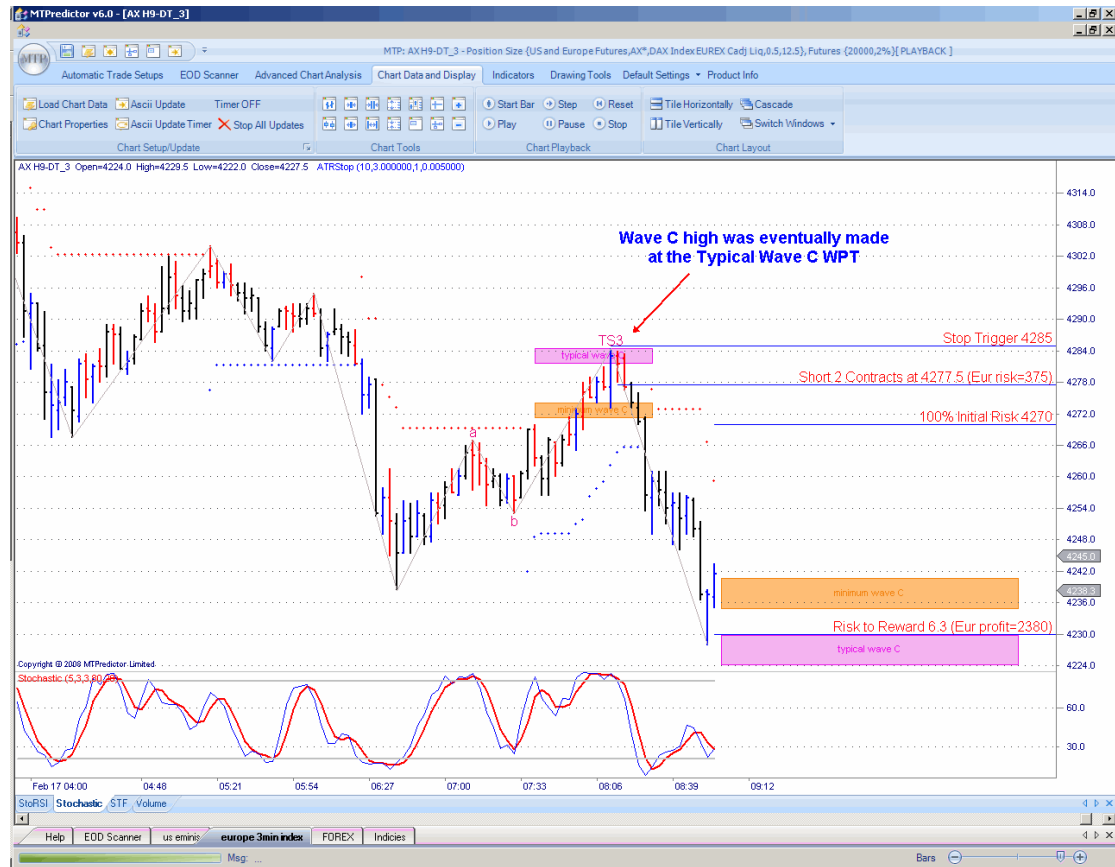 MTPredictor v6.0 - [AX H9-DT_3]
MTP
MTP: AX H9-DT_3 - Position Size {US and Europe Futures,AX*,DAX Index EUREX Cadj Liq,0.5,12.5}, Futures {20000,2%}[ PLAYBACK ]
Automatic Trade Setups EOD Scanner Advanced Chart Analysis Chart Data and Display Indicators Drawing Tools Default Settings Product Info
Load Chart Data Ascii Update Timer OFF Start Bar Step Reset Tile Horizontally Cascade
Chart Properties Ascii Update Timer Stop All Updates Play Pause Stop Tile Vertically Switch Windows
Chart Setup/Update Chart Tools Chart Playback Chart Layout
AX H9-DT_3 Open=4224.0 High=4229.5 Low=4222.0 Close=4227.5 ATRStop (10,3.000000,1,0.005000)
4314.0
4308.0
Wave C high was eventually made
at the Typical Wave C WPT
4302.0
4296.0
4290.0
TS3
Stop Trigger 4285
typical wave C
4284.0
Short 2 Contracts at 4277.5 (Eur risk=375)
4278.0
minimum wave C
4272.0
100% Initial Risk 4270
a
4266.0
4260.0
b
4254.0
4248.0
4245.0
4242.0
4238.3
minimum wave C
4236.0
Risk to Reward 6.3 (Eur profit=2380)
4230.0
typical wave C
4224.0
Copyright © 2008 MTPredictor Limited
Stochastic (5,3,3,80,20)
60.0
30.0
Feb 17 04:00 04:48 05:21 05:54 06:27 07:00 07:33 08:06 08:39 09:12
StoRSI Stochastic STF Volume
Help EOD Scanner us eminis europe 3min index FOREX Indicies
Msg: ... Bars